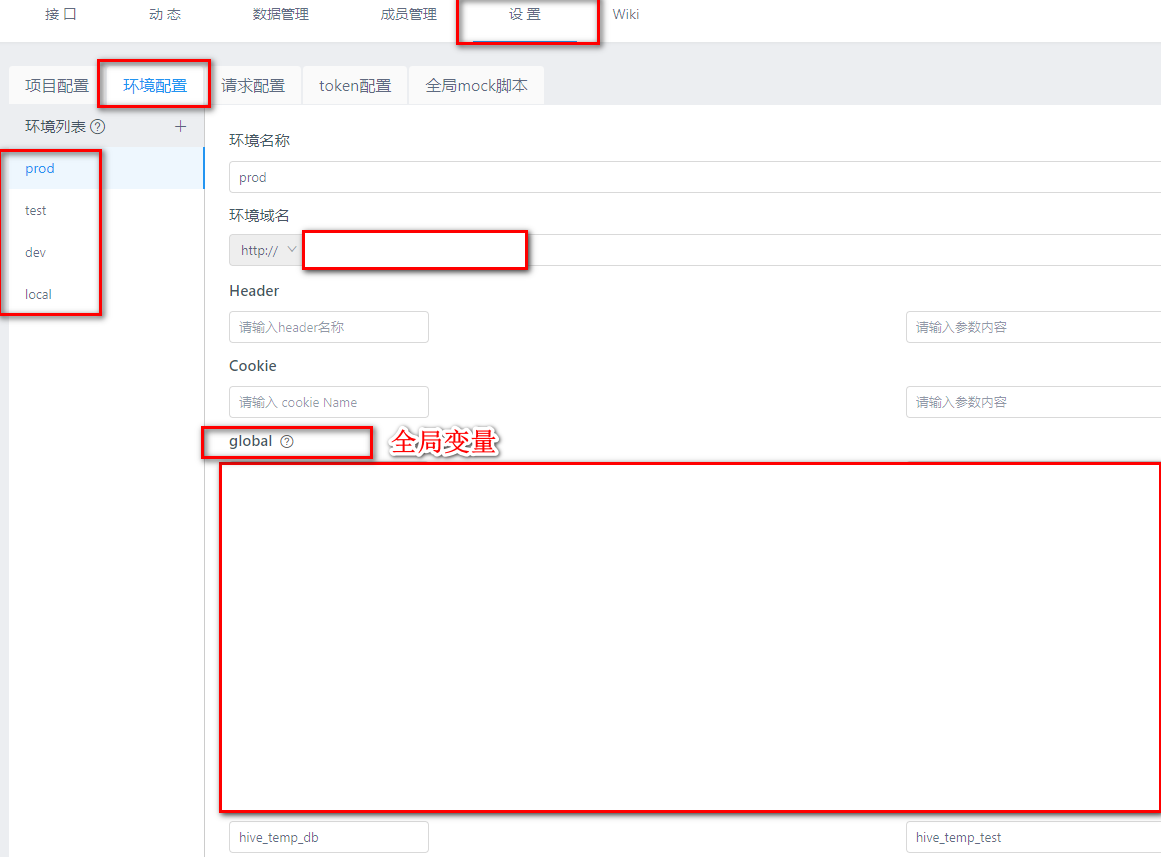 接 口 动 态 数据管理 成员管理 设 置 Wiki
项目配置 环境配置 请求配置 token配置 全局mock脚本
环境列表 ? +
prod
test
dev
local
环境名称
prod
环境域名
http://
Header
请输入header名称 请输入参数内容
Cookie
请输入 cookie Name 请输入参数内容
global ? 全局变量
hive_temp_db hive_temp_test